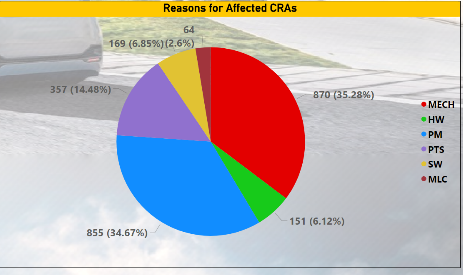 Reasons for Affected CRAs
64
169 (6.85%) (2.6%)
357 (14.48%)
870 (35.28%)
MECH
HW
PM
PTS
SW
MLC
151 (6.12%)
855 (34.67%)